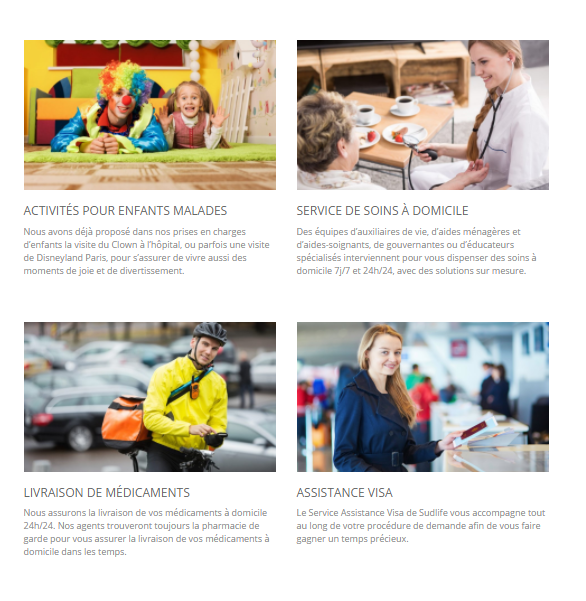 ACTIVITÉS POUR ENFANTS MALADES
Nous avons déjà proposé dans nos prises en charges
d'enfants la visite du Clown à l'hôpital, ou parfois une visite
de Disneyland Paris, pour s'assurer de vivre aussi des
moments de joie et de divertissement.
SERVICE DE SOINS À DOMICILE
Des équipes d'auxiliaires de vie, d'aides ménagères et
d'aides-soignants, de gouvernantes ou d'éducateurs
spécialisés interviennent pour vous dispenser des soins à
domicile 7j/7 et 24h/24, avec des solutions sur mesure.
LIVRAISON DE MÉDICAMENTS
Nous assurons la livraison de vos médicaments à domicile
24h/24. Nos agents trouveront toujours la pharmacie de
garde pour vous assurer la livraison de vos médicaments à
domicile dans les temps.
ASSISTANCE VISA
Le Service Assistance Visa de Sudlife vous accompagne tout
au long de votre procédure de demande afin de vous faire
gagner un temps précieux.